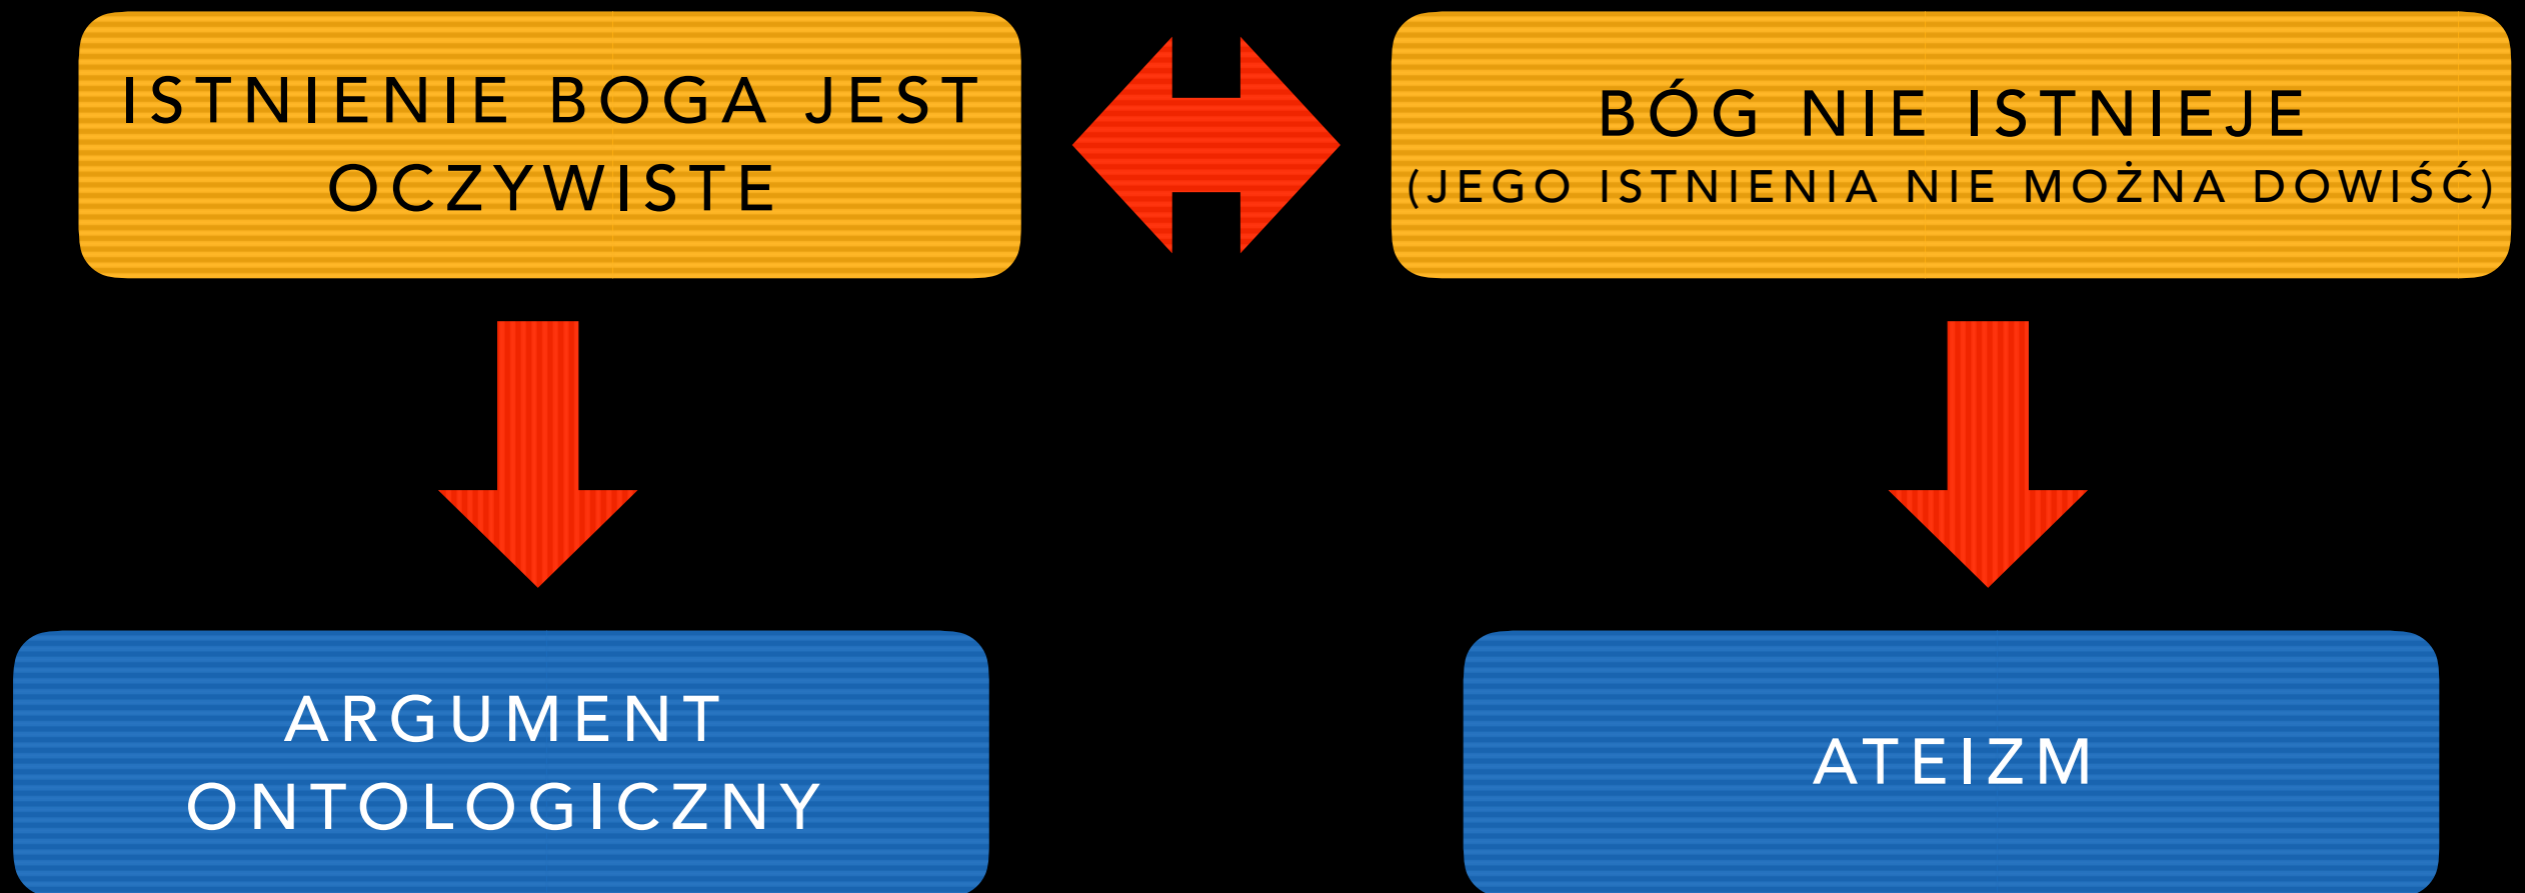 ISTNIENIE BOGA JEST
OCZYWISTE
BÓG NIE ISTNIEJE
(JEGO ISTNIENIA NIE MOŻNA DOWIŚĆ)
ARGUMENT
ONTOLOGICZNY
ATEIZM